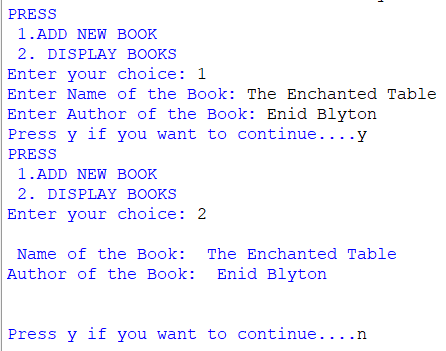 PRESS
1.ADD NEW BOOK
2. DISPLAY BOOKS
Enter your choice: 1
Enter Name of the Book: The Enchanted Table
Enter Author of the Book: Enid Blyton
Press y if you want to continue....y
PRESS
1.ADD NEW BOOK
2. DISPLAY BOOKS
Enter your choice: 2
Name of the Book:  The Enchanted Table
Author of the Book:  Enid Blyton
Press y if you want to continue....n